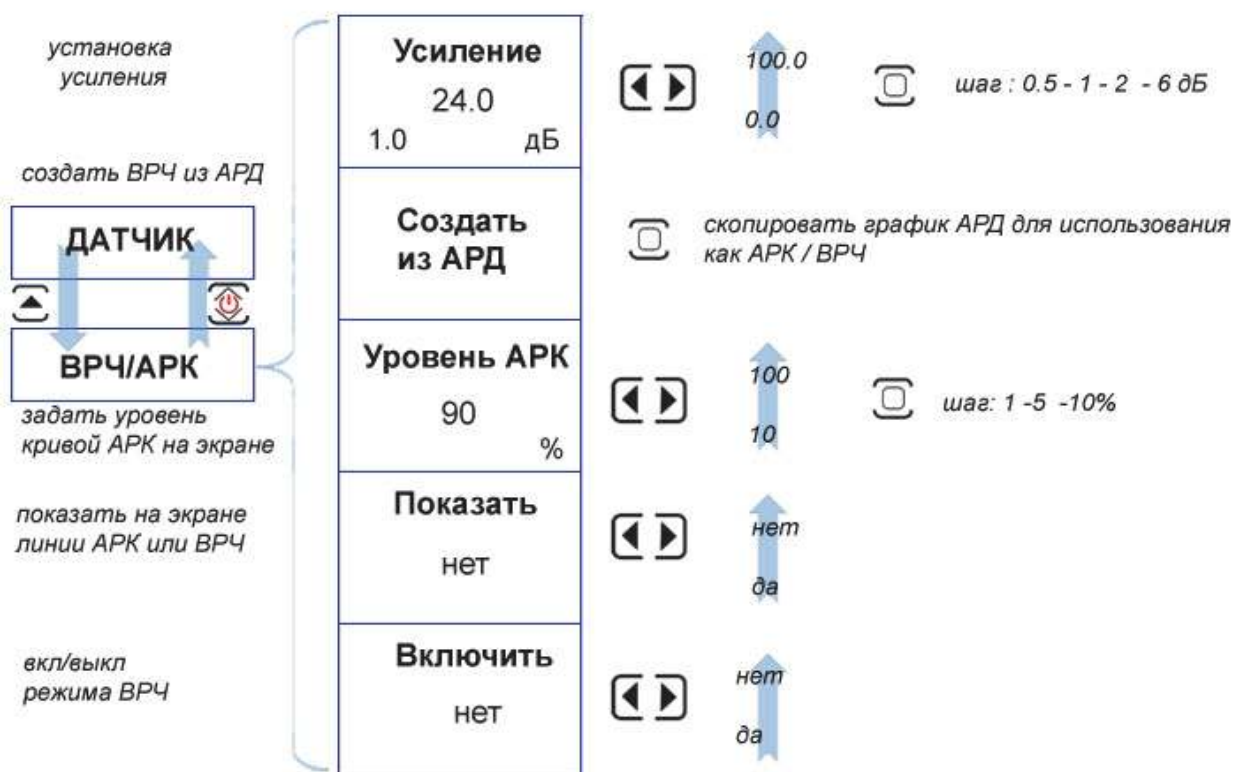 установка
усиления
Усиление
24.0
1.0 дБ
100.0
0.0
шаг : 0.5 - 1 - 2 - 6 дБ
создать ВРЧ из АРД
ДАТЧИК
ВРЧ/АРК
Создать
из АРД
скопировать график АРД для использования
как АРК / ВРЧ
задать уровень
кривой АРК на экране
Уровень АРК
90
%
100
10
шаг: 1 -5 -10%
показать на экране
линии АРК или ВРЧ
Показать
нет
нет
да
вкл/выкл
режима ВРЧ
Включить
нет
нет
да